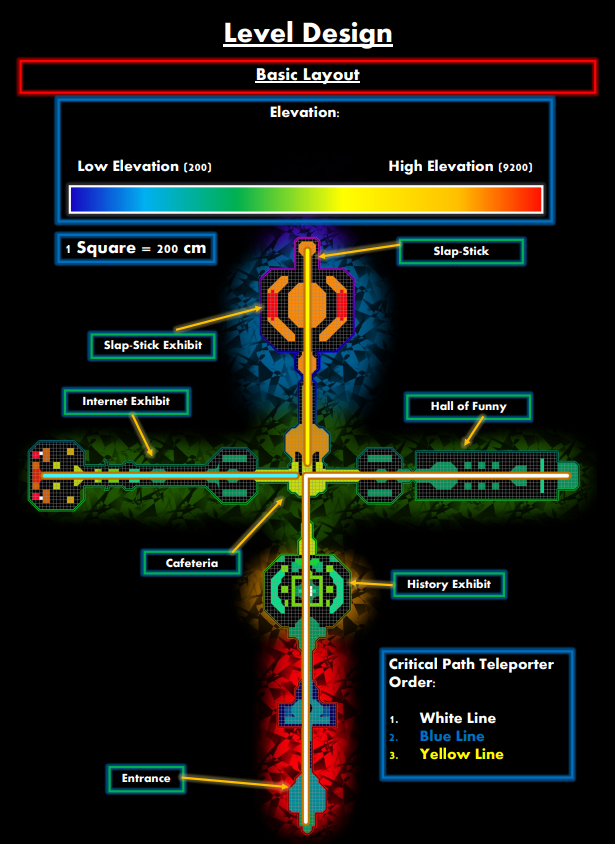 Level Design
Basic Layout
Elevation:
Low Elevation (200) High Elevation (9200)
1 Square = 200 cm
Slap-Stick
Slap-Stick Exhibit
Internet Exhibit
Hall of Funny
Cafeteria
History Exhibit
Critical Path Teleporter
Order:
1. White Line
2. Blue Line
3. Yellow Line
Entrance